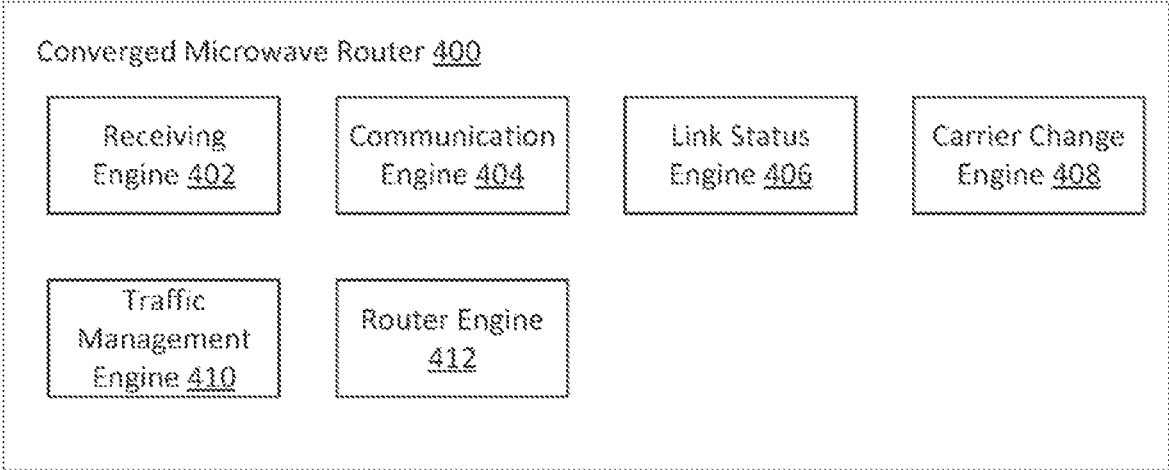 Converged Microwave Router 400
Receiving
Engine 402
Communication
Engine 404
Link Status
Engine 406
Carrier Change
Engine 408
Traffic
Management
Engine 410
Router Engine
412